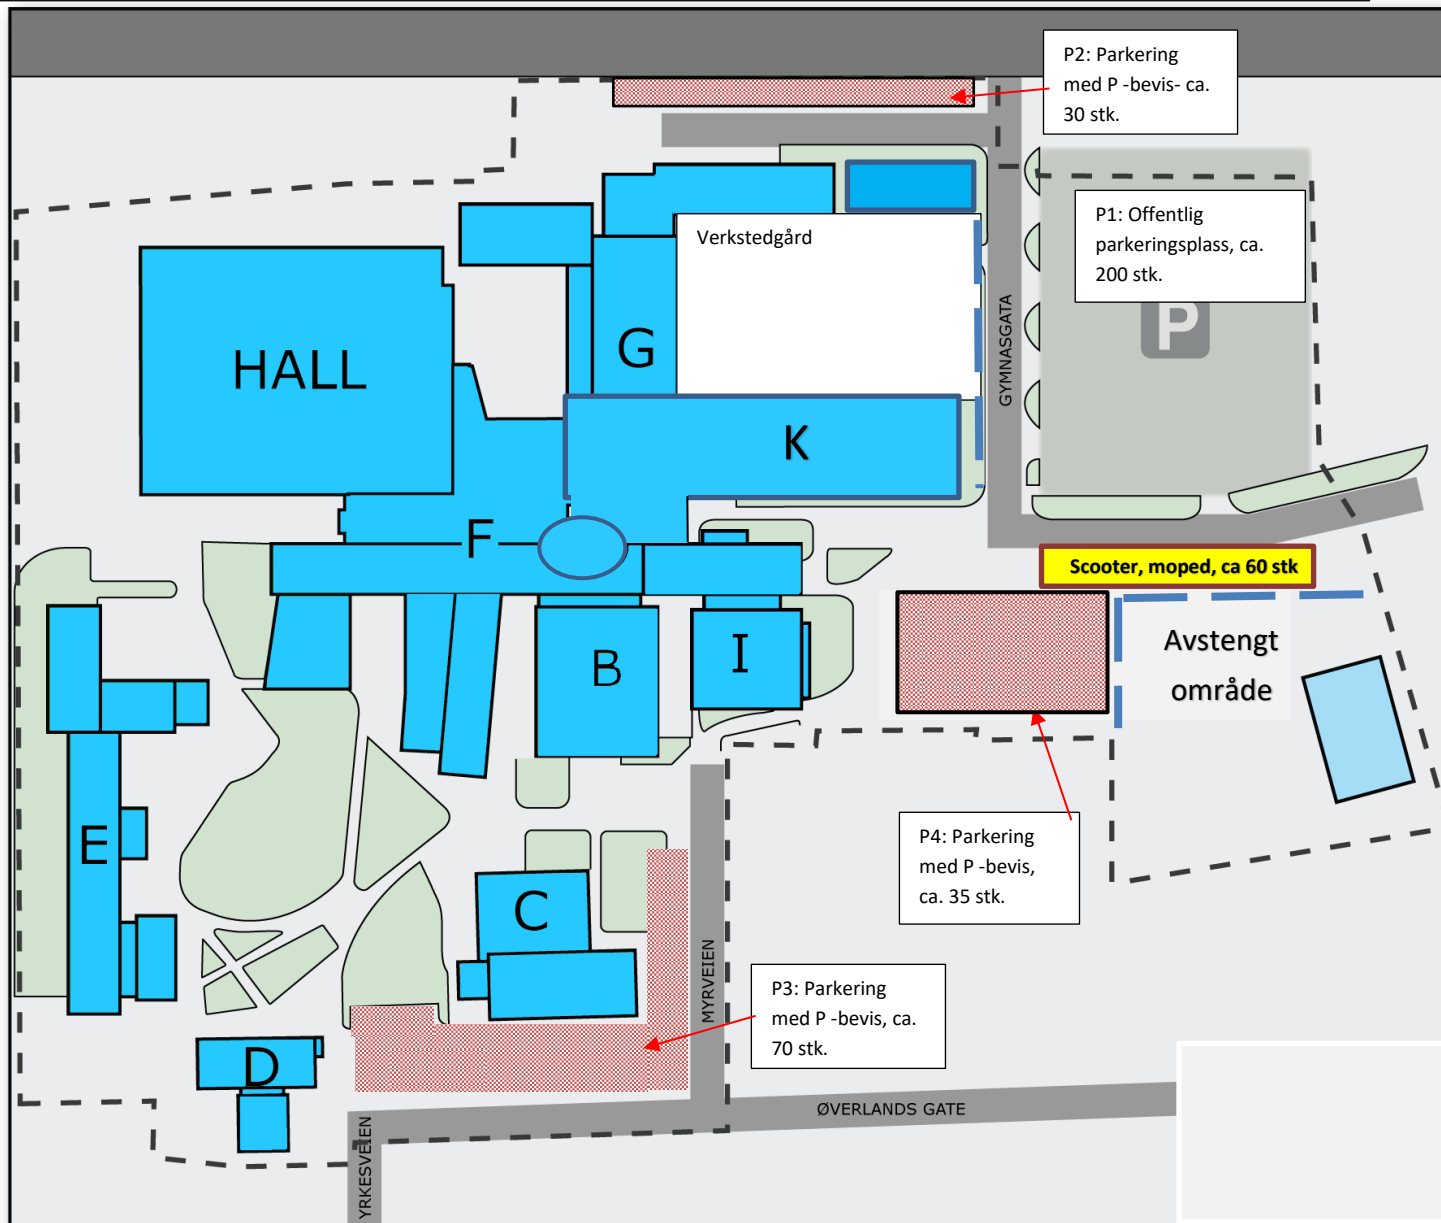 P2: Parkering
med P -bevis- ca.
30 stk.
P1: Offentlig
parkeringsplass, ca.
200 stk.
Verkstedgård
P
GYMNASGATA
HALL
G
K
F
Scooter, moped, ca 60 stk
Avstengt
område
B
I
E
P4: Parkering
med P -bevis,
ca. 35 stk.
C
MYRVEIEN
P3: Parkering
med P -bevis, ca.
70 stk.
D
ØVERLANDS GATE
YRKESVEIEN